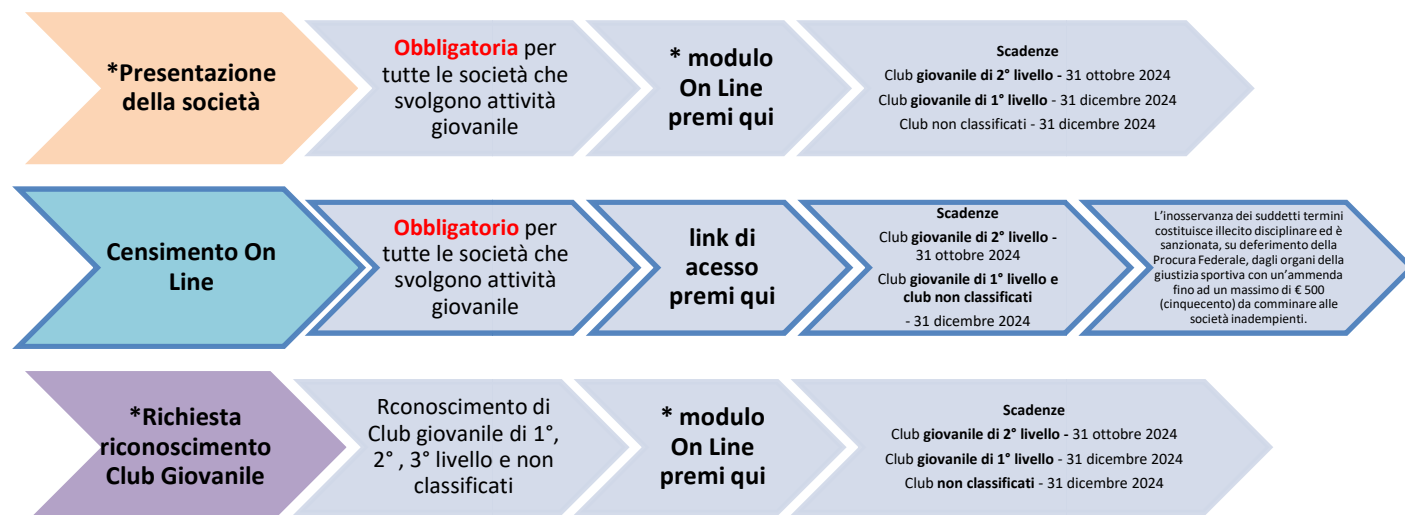 *Presentazione
della società
Obbligatoria per
tutte le società che
svolgono attività
giovanile
* modulo
On Line
premi qui
Scadenze
Club giovanile di 2° livello - 31 ottobre 2024
Club giovanile di 1° livello - 31 dicembre 2024
Club non classificati - 31 dicembre 2024
Censimento On
Line
Obbligatorio per
tutte le società che
svolgono attività
giovanile
link di
acesso
premi qui
Scadenze
Club giovanile di 2° livello -
31 ottobre 2024
Club giovanile di 1° livello e
club non classificati
- 31 dicembre 2024
L’inosservanza dei suddetti termini
costituisce illecito disciplinare ed è
sanzionata, su deferimento della
Procura Federale, dagli organi della
giustizia sportiva con un’ammenda
fino ad un massimo di € 500
(cinquecento) da comminare alle
società inadempienti.
*Richiesta
riconoscimento
Club Giovanile
Rconoscimento di
Club giovanile di 1°,
2° , 3° livello e non
classificati
* modulo
On Line
premi qui
Scadenze
Club giovanile di 2° livello - 31 ottobre 2024
Club giovanile di 1° livello - 31 dicembre 2024
Club non classificati - 31 dicembre 2024